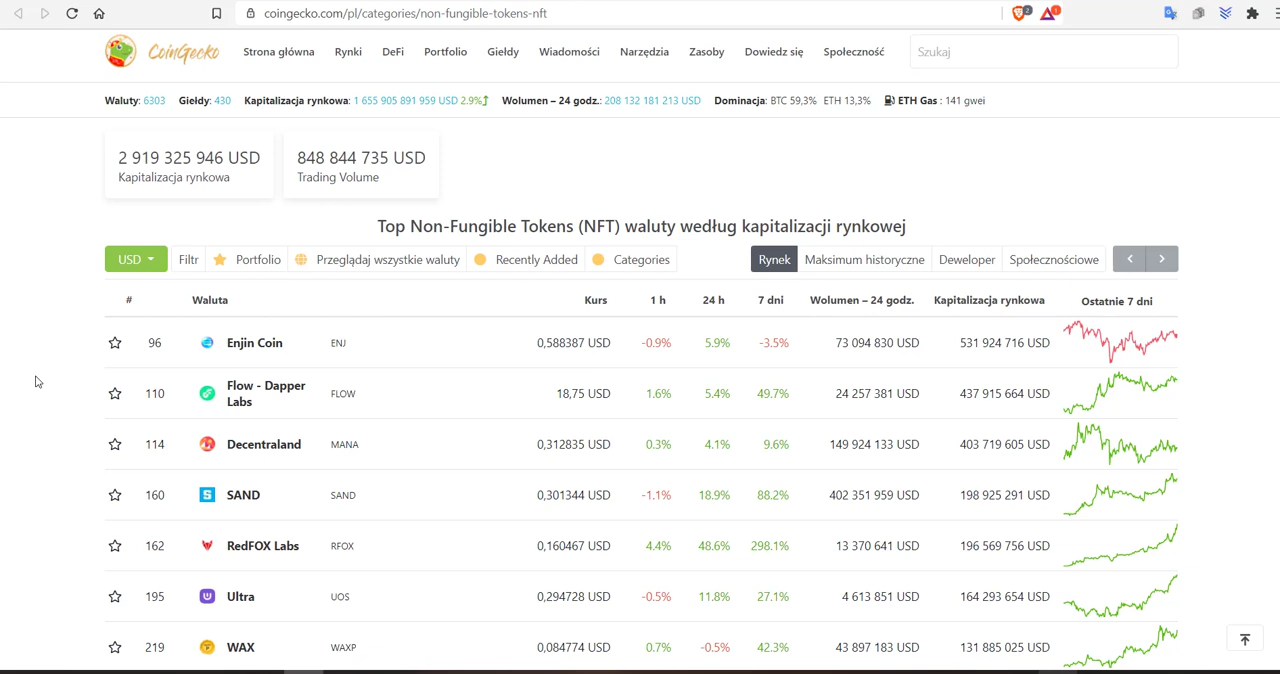 coingecko.com/pl/categories/non-fungible-tokens-nft 2 1
CoinGecko Strona główna Rynki DeFi Portfolio Giełdy Wiadomości Narzędzia Zasoby Dowiedz się Społeczność Szukaj
Waluty: 6303 Giełdy: 430 Kapitalizacja rynkowa: 1 655 905 891 959 USD 2.9% Wolumen – 24 godz.: 208 132 181 213 USD Dominacja: BTC 59,3% ETH 13,3% ETH Gas : 141 gwei
2 919 325 946 USD 848 844 735 USD
Kapitalizacja rynkowa Trading Volume
Top Non-Fungible Tokens (NFT) waluty według kapitalizacji rynkowej
USD Filtr Portfolio Przeglądaj wszystkie waluty Recently Added Categories Rynek Maksimum historyczne Deweloper Społecznościowe
# Waluta Kurs 1 h 24 h 7 dni Wolumen – 24 godz. Kapitalizacja rynkowa Ostatnie 7 dni
96 Enjin Coin ENJ 0,588387 USD -0.9% 5.9% -3.5% 73 094 830 USD 531 924 716 USD
110 Flow - Dapper Labs FLOW 18,75 USD 1.6% 5.4% 49.7% 24 257 381 USD 437 915 664 USD
114 Decentraland MANA 0,312835 USD 0.3% 4.1% 9.6% 149 924 133 USD 403 719 605 USD
160 S SAND SAND 0,301344 USD -1.1% 18.9% 88.2% 402 351 959 USD 198 925 291 USD
162 RedFOX Labs RFOX 0,160467 USD 4.4% 48.6% 298.1% 13 370 641 USD 196 569 756 USD
195 Ultra UOS 0,294728 USD -0.5% 11.8% 27.1% 4 613 851 USD 164 293 654 USD
219 WAX WAXP 0,084774 USD 0.7% -0.5% 42.3% 43 897 183 USD 131 885 025 USD